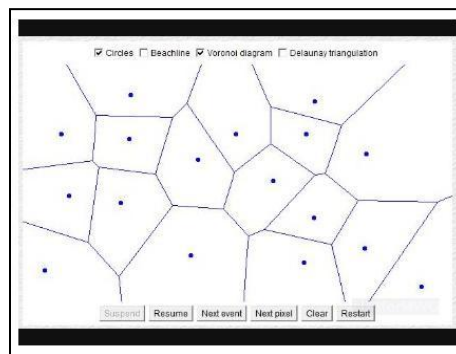 Circles Beachline Voronoi diagram Delaunay triangulation
Suspend Resume Next event Next pixel Clear Restart